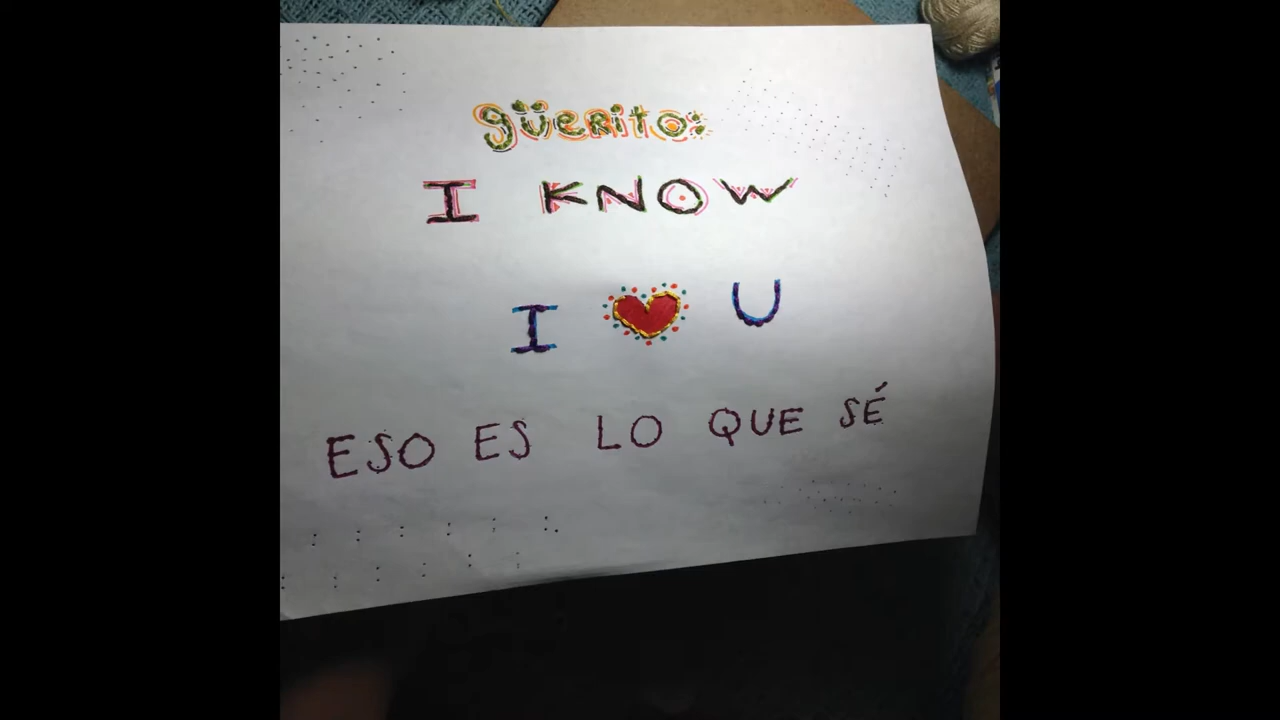 güERITO:
I KNOW
I ❤ U
ESO ES LO QUE SÉ